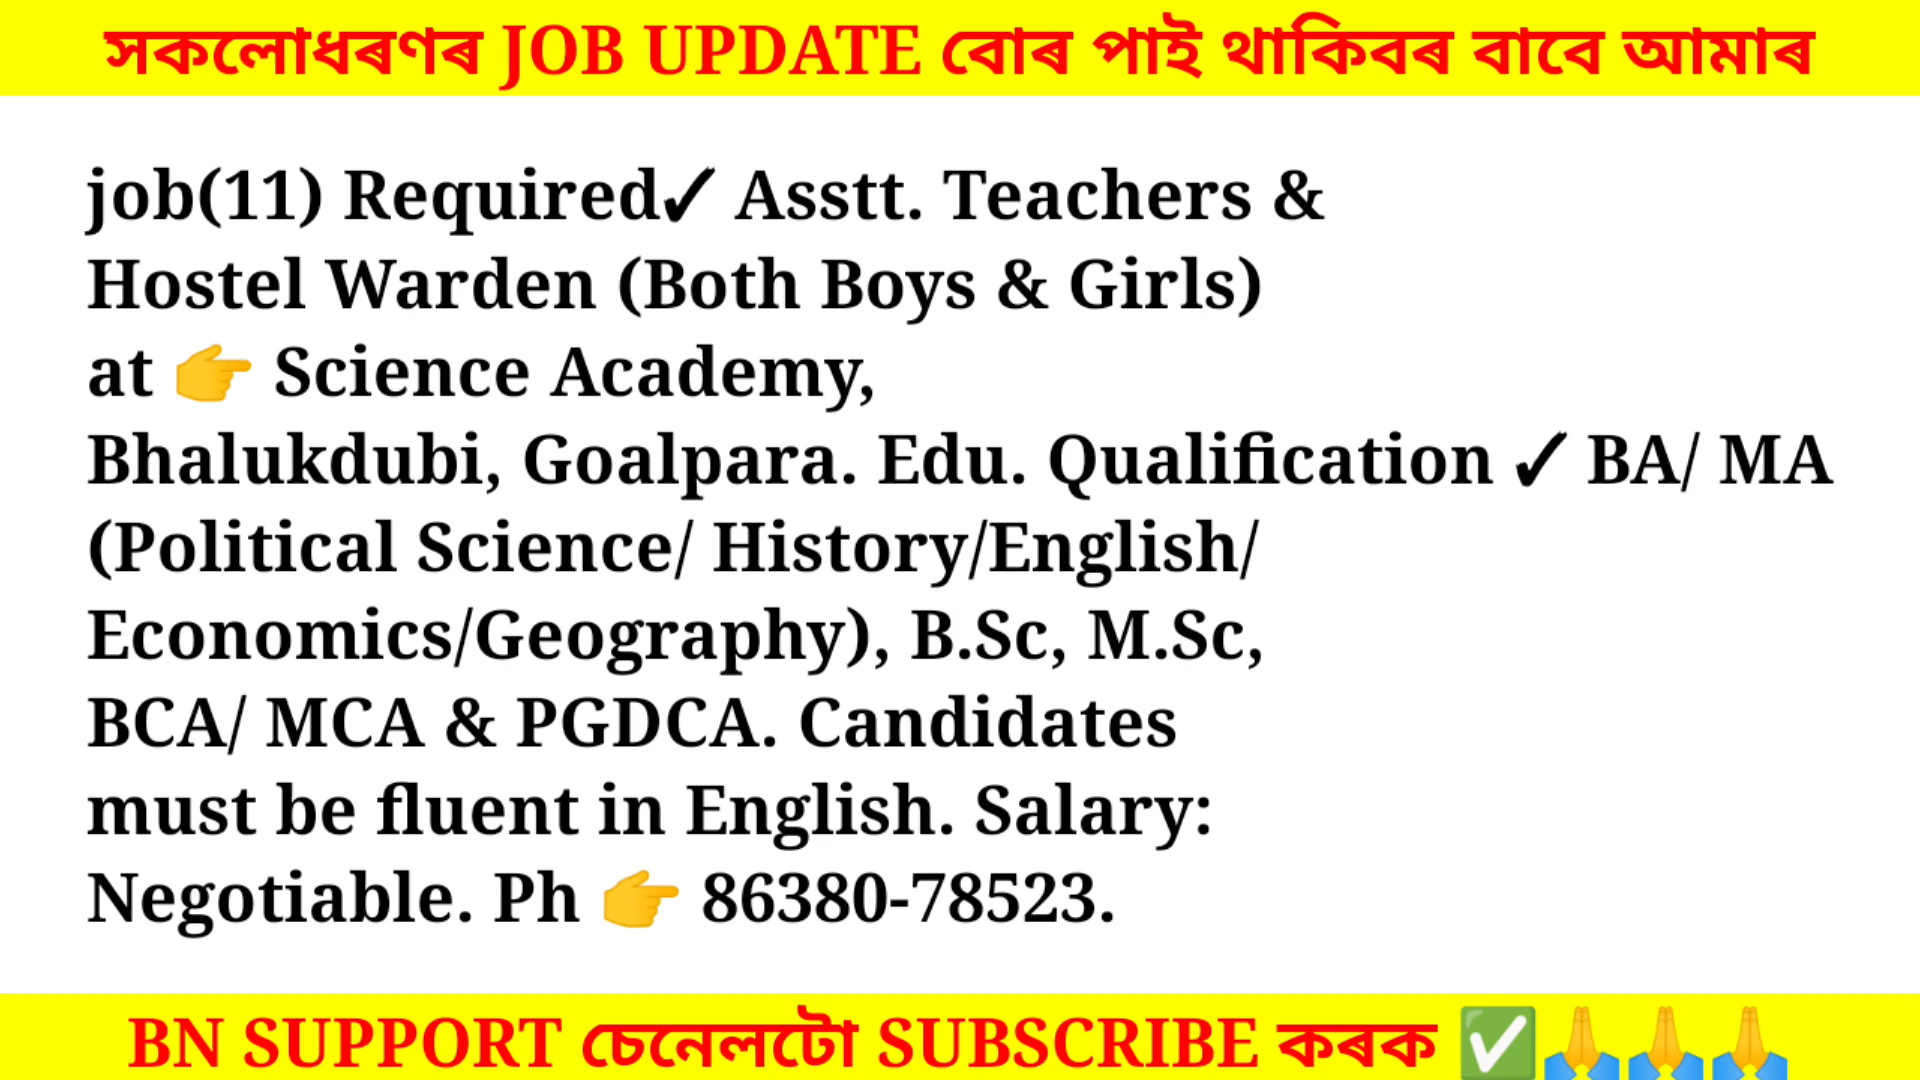 সকলোধৰণৰ JOB UPDATE বোৰ পাই থাকিবৰ বাবে আমাৰ
job(11) Required✓ Asstt. Teachers &
Hostel Warden (Both Boys & Girls)
at 👉 Science Academy,
Bhalukdubi, Goalpara. Edu. Qualification ✓ BA/ MA
(Political Science/ History/English/
Economics/Geography), B.Sc, M.Sc,
BCA/ MCA & PGDCA. Candidates
must be fluent in English. Salary:
Negotiable. Ph 👉 86380-78523.
BN SUPPORT চেনেলটো SUBSCRIBE কৰক ✅🙏🙏🙏